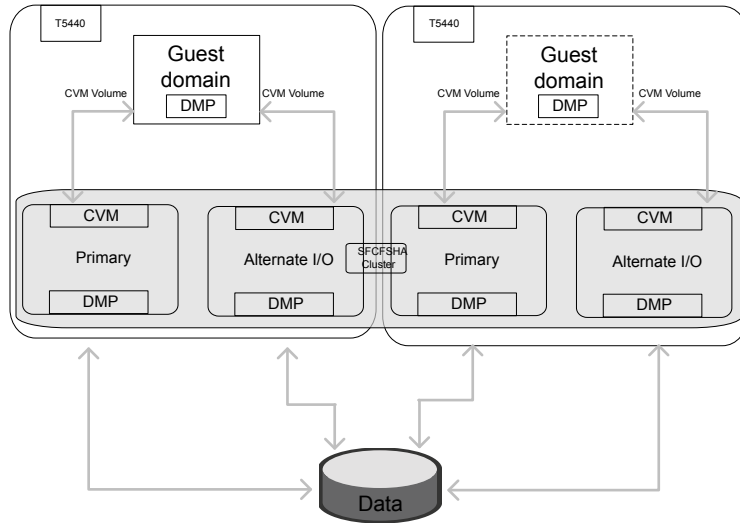 T5440
T5440
Guest
domain
DMP
Guest
domain
DMP
CVM Volume
CVM Volume
CVM Volume
CVM Volume
CVM
Primary
DMP
CVM
Alternate I/O
DMP
SFCFSHA
Cluster
CVM
Primary
DMP
CVM
Alternate I/O
DMP
Data